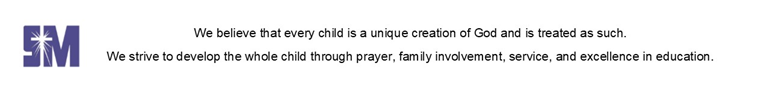 SM
We believe that every child is a unique creation of God and is treated as such.
We strive to develop the whole child through prayer, family involvement, service, and excellence in education.